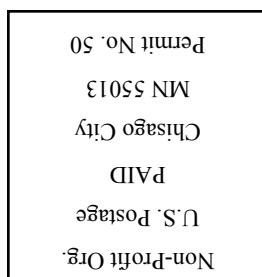 Non-Profit Org.
U.S. Postage
PAID
Chisago City
MN 55013
Permit No. 50